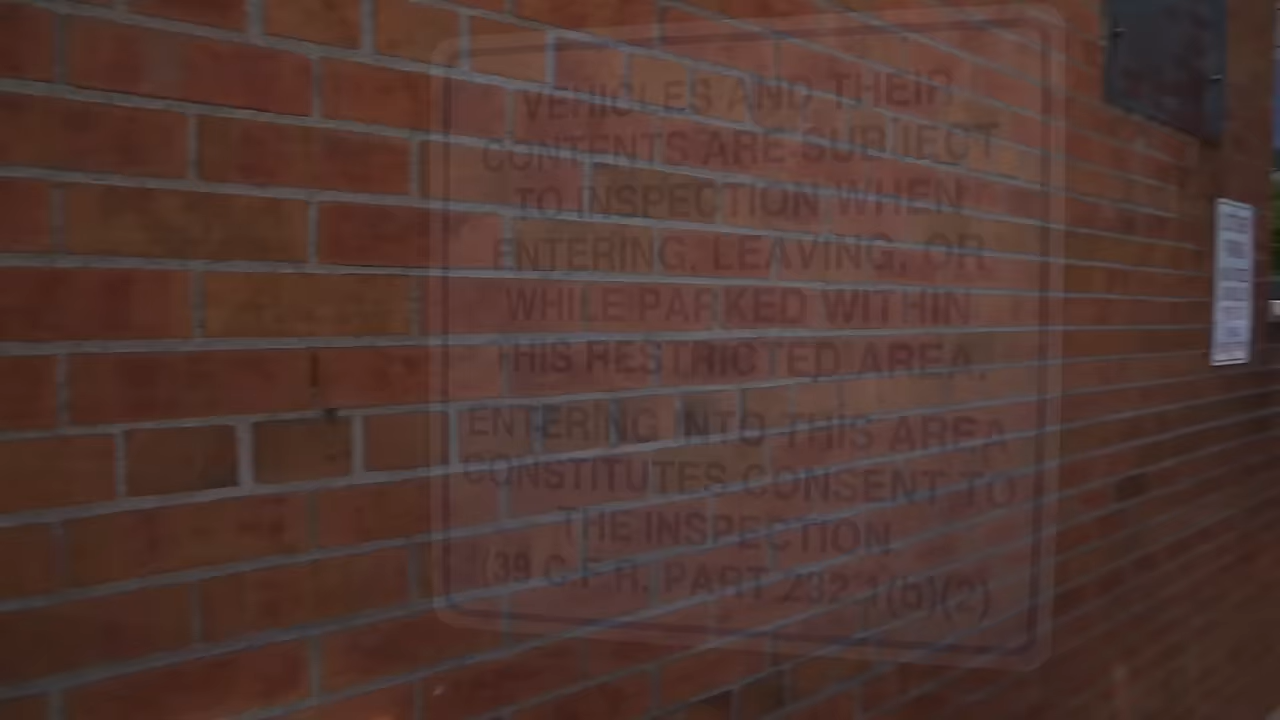 VEHICLES AND THEIR
CONTENTS ARE SUBJECT
TO INSPECTION WHEN
ENTERING, LEAVING, OR
WHILE PARKED WITHIN
THIS RESTRICTED AREA.
ENTERING INTO THIS AREA
CONSTITUTES CONSENT TO
THE INSPECTION.
(39 C.F.R. PART 232.1(b)(2)